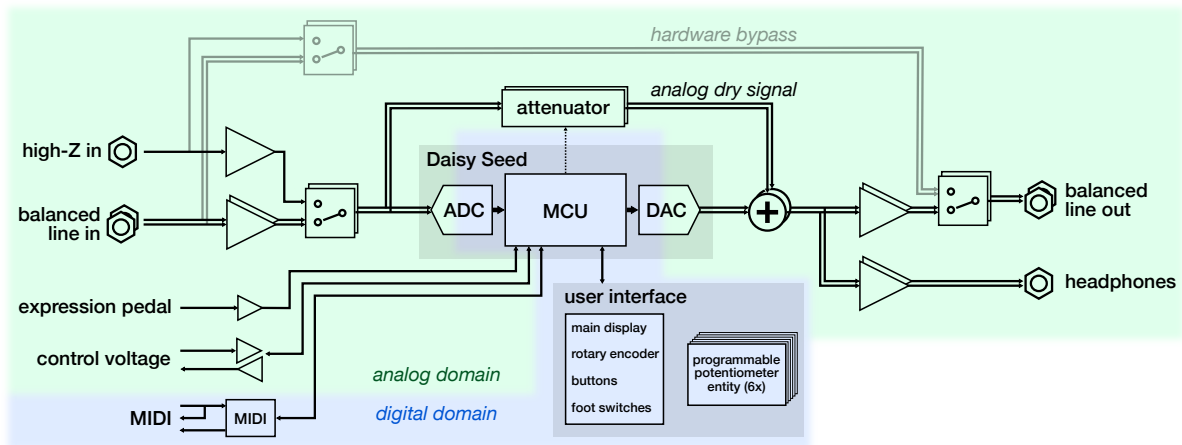 hardware bypass
attenuator
analog dry signal
high-Z in
Daisy Seed
balanced
line in
ADC
MCU
DAC
balanced
line out
expression pedal
user interface
headphones
main display
rotary encoder
buttons
foot switches
programmable
potentiometer
entity (6x)
control voltage
analog domain
MIDI
MIDI
digital domain